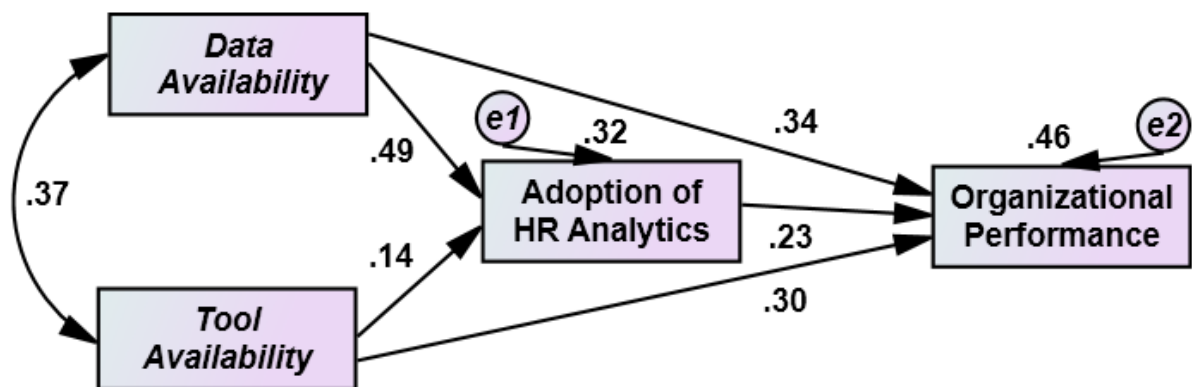 Data
Availability
e1
.32
.34
.46
e2
.49
.37
Adoption of
HR Analytics
Organizational
Performance
.14
.23
.30
Tool
Availability